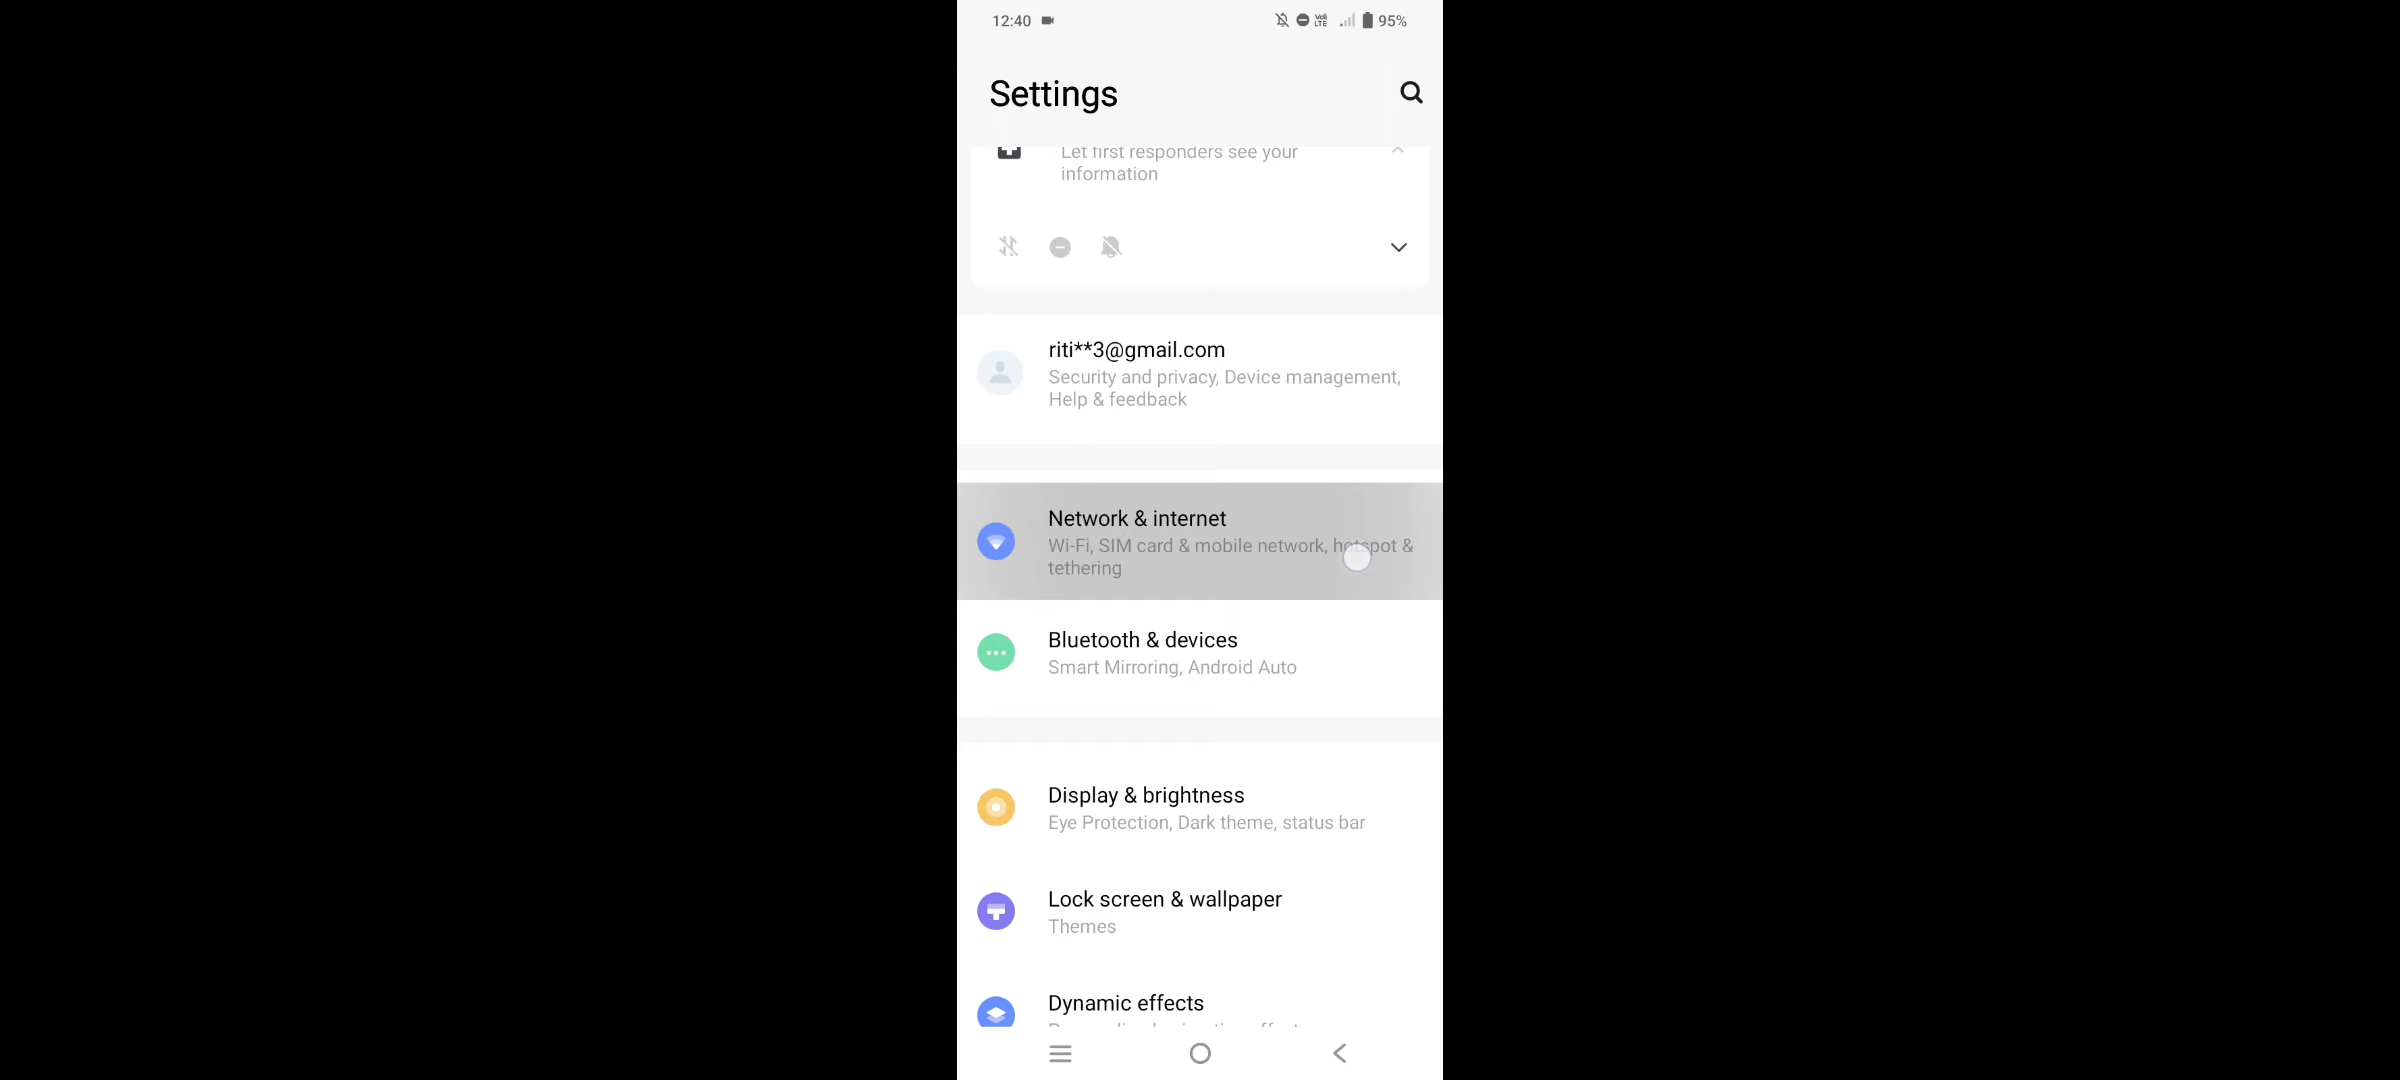 12:40
Vo) LTE
95%
Settings
Let first responders see your
information
riti**3@gmail.com
Security and privacy, Device management,
Help & feedback
Network & internet
Wi-Fi, SIM card & mobile network, hotspot &
tethering
Bluetooth & devices
Smart Mirroring, Android Auto
Display & brightness
Eye Protection, Dark theme, status bar
Lock screen & wallpaper
Themes
Dynamic effects